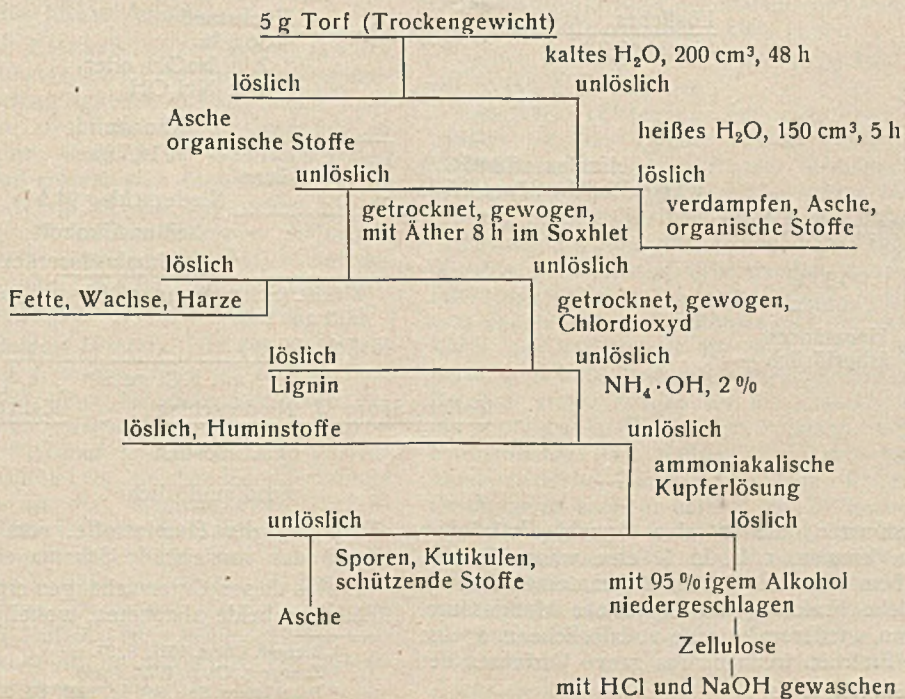 5 g Torf (Trockengewicht)
kaltes H₂O, 200 cm³, 48 h
löslich
unlöslich
Asche
organische Stoffe
heißes H₂O, 150 cm³, 5 h
unlöslich
löslich
getrocknet, gewogen,
mit Äther 8 h im Soxhlet
verdampfen, Asche,
organische Stoffe
löslich
unlöslich
Fette, Wachse, Harze
getrocknet, gewogen,
Chlordioxyd
löslich
unlöslich
Lignin
NH₄ · OH, 2 %
löslich, Huminstoffe
unlöslich
ammoniakalische
Kupferlösung
unlöslich
löslich
Sporen, Kutikulen,
schützende Stoffe
mit 95 %igem Alkohol
niedergeschlagen
Asche
Zellulose
mit HCl und NaOH gewaschen